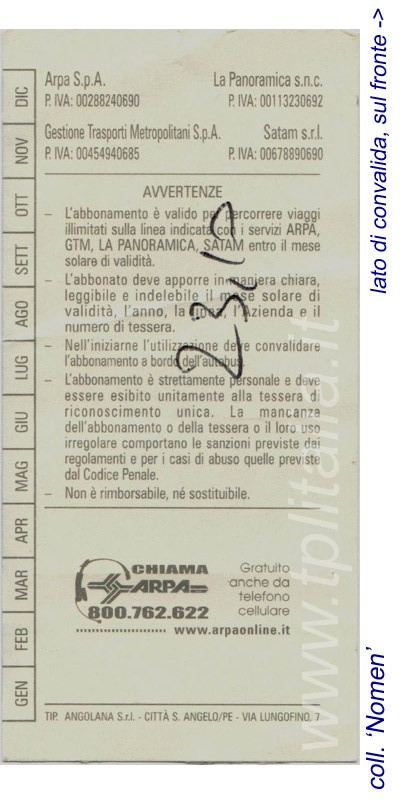 Arpa S.p.A.
P. IVA: 00288240690
La Panoramica s.n.c.
P. IVA: 00113230692
Gestione Trasporti Metropolitani S.p.A.
P. IVA: 00454940685
Satam s.r.l.
P. IVA: 00678890690
AVVERTENZE
– L'abbonamento è valido per percorrere viaggi
illimitati sulla linea indicata con i servizi ARPA,
GTM, LA PANORAMICA, SATAM entro il mese
solare di validità.
– L'abbonato deve apporre in maniera chiara,
leggibile e indelebile il mese solare di
validità, l'anno, la linea, l'Azienda e il
numero di tessera.
– Nell'iniziarne l'utilizzazione deve convalidare
l'abbonamento a bordo dell'autobus.
– L'abbonamento è strettamente personale e deve
essere esibito unitamente alla tessera di
riconoscimento unica. La mancanza
dell'abbonamento o della tessera o il loro uso
irregolare comportano le sanzioni previste dai
regolamenti e per i casi di abuso quelle previste
dal Codice Penale.
– Non è rimborsabile, né sostituibile.
23,10
CHIAMA
ARPA
800.762.622
Gratuito
anche da
telefono
cellulare
www.arpaonline.it
TIP. ANGOLANA S.r.l. - CITTÀ S. ANGELO/PE - VIA LUNGOFINO, 7
GEN
FEB
MAR
APR
MAG
GIU
LUG
AGO
SETT
OTT
NOV
DIC
www.tplitalia.it
coll. 'Nomen'
lato di convalida, sul fronte ->